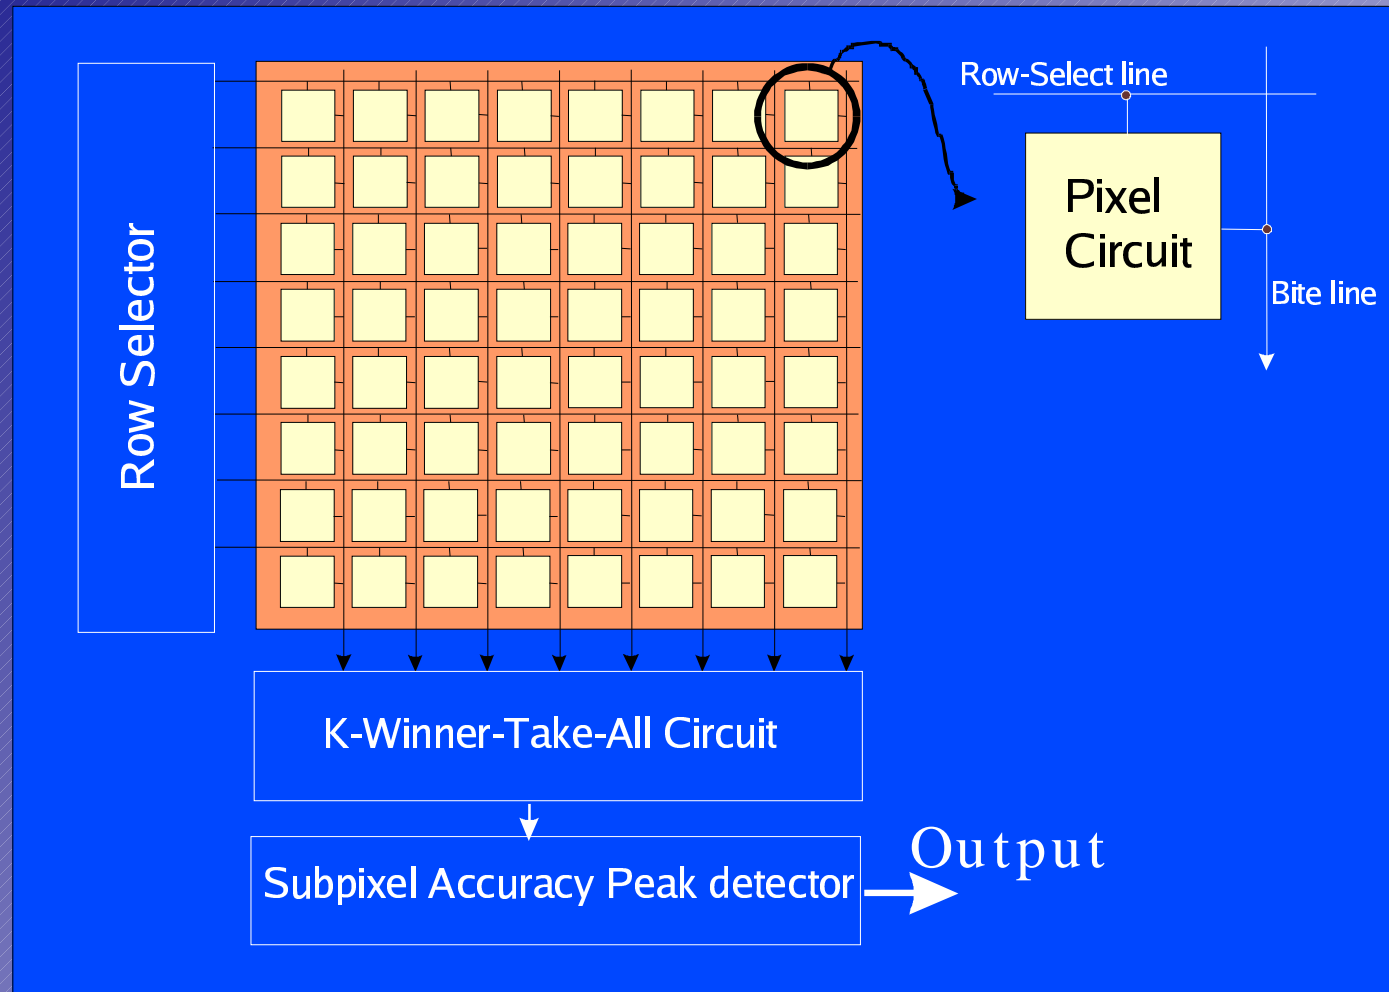 Row-Select line
Pixel
Circuit
Bite line
Row Selector
K-Winner-Take-All Circuit
Output
Subpixel Accuracy Peak detector